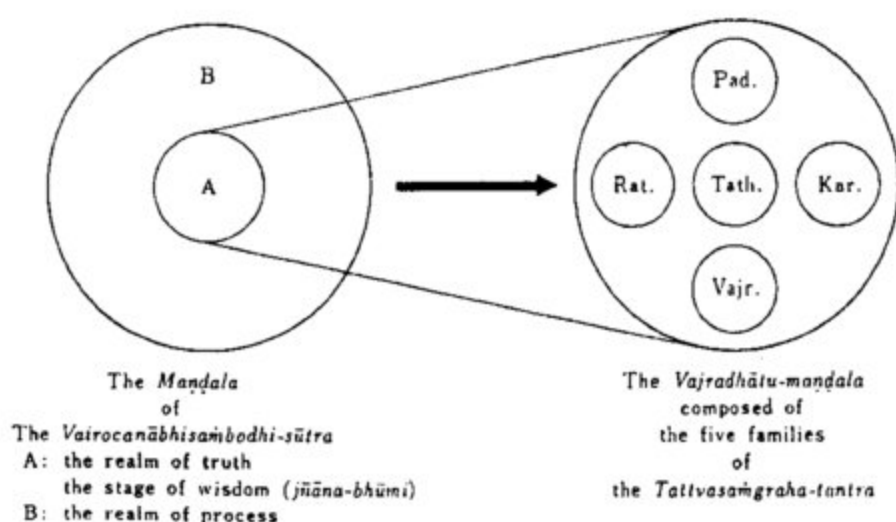 B
A
Pad.
Rat. Tath. Kar.
Vajr.
The Maṇḍala
of
The Vairocanābhisaṁbodhi-sūtra
A: the realm of truth
the stage of wisdom (jñāna-bhūmi)
B: the realm of process
The Vajradhātu-maṇḍala
composed of
the five families
of
the Tattvasaṁgraha-tantra